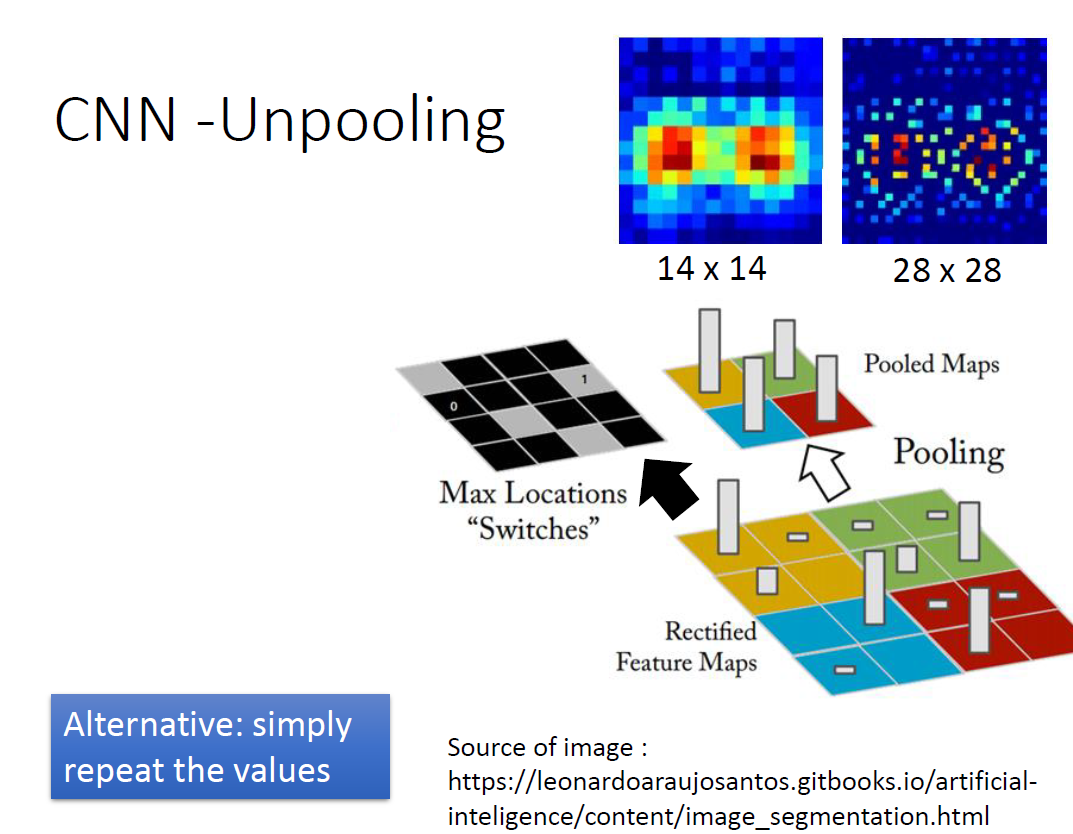 CNN -Unpooling
14 x 14
28 x 28
1
0
Pooled Maps
Pooling
Max Locations
“Switches”
Rectified
Feature Maps
Alternative: simply
repeat the values
Source of image :
https://leonardoaraujosantos.gitbooks.io/artificial-
inteligence/content/image_segmentation.html